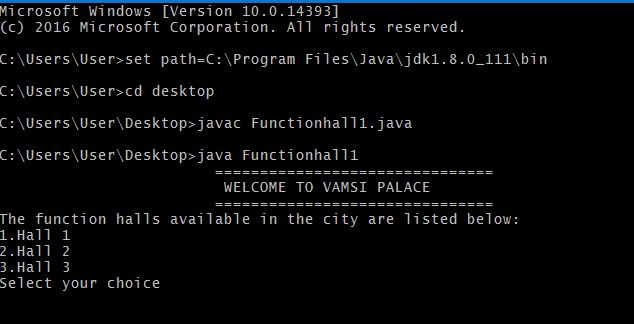 Microsoft Windows [Version 10.0.14393]
(c) 2016 Microsoft Corporation. All rights reserved.
C:\Users\User>set path=C:\Program Files\Java\jdk1.8.0_111\bin
C:\Users\User>cd desktop
C:\Users\User\Desktop>javac Functionhall1.java
C:\Users\User\Desktop>java Functionhall1
===============================
WELCOME TO VAMSI PALACE
===============================
The function halls available in the city are listed below:
1.Hall 1
2.Hall 2
3.Hall 3
Select your choice